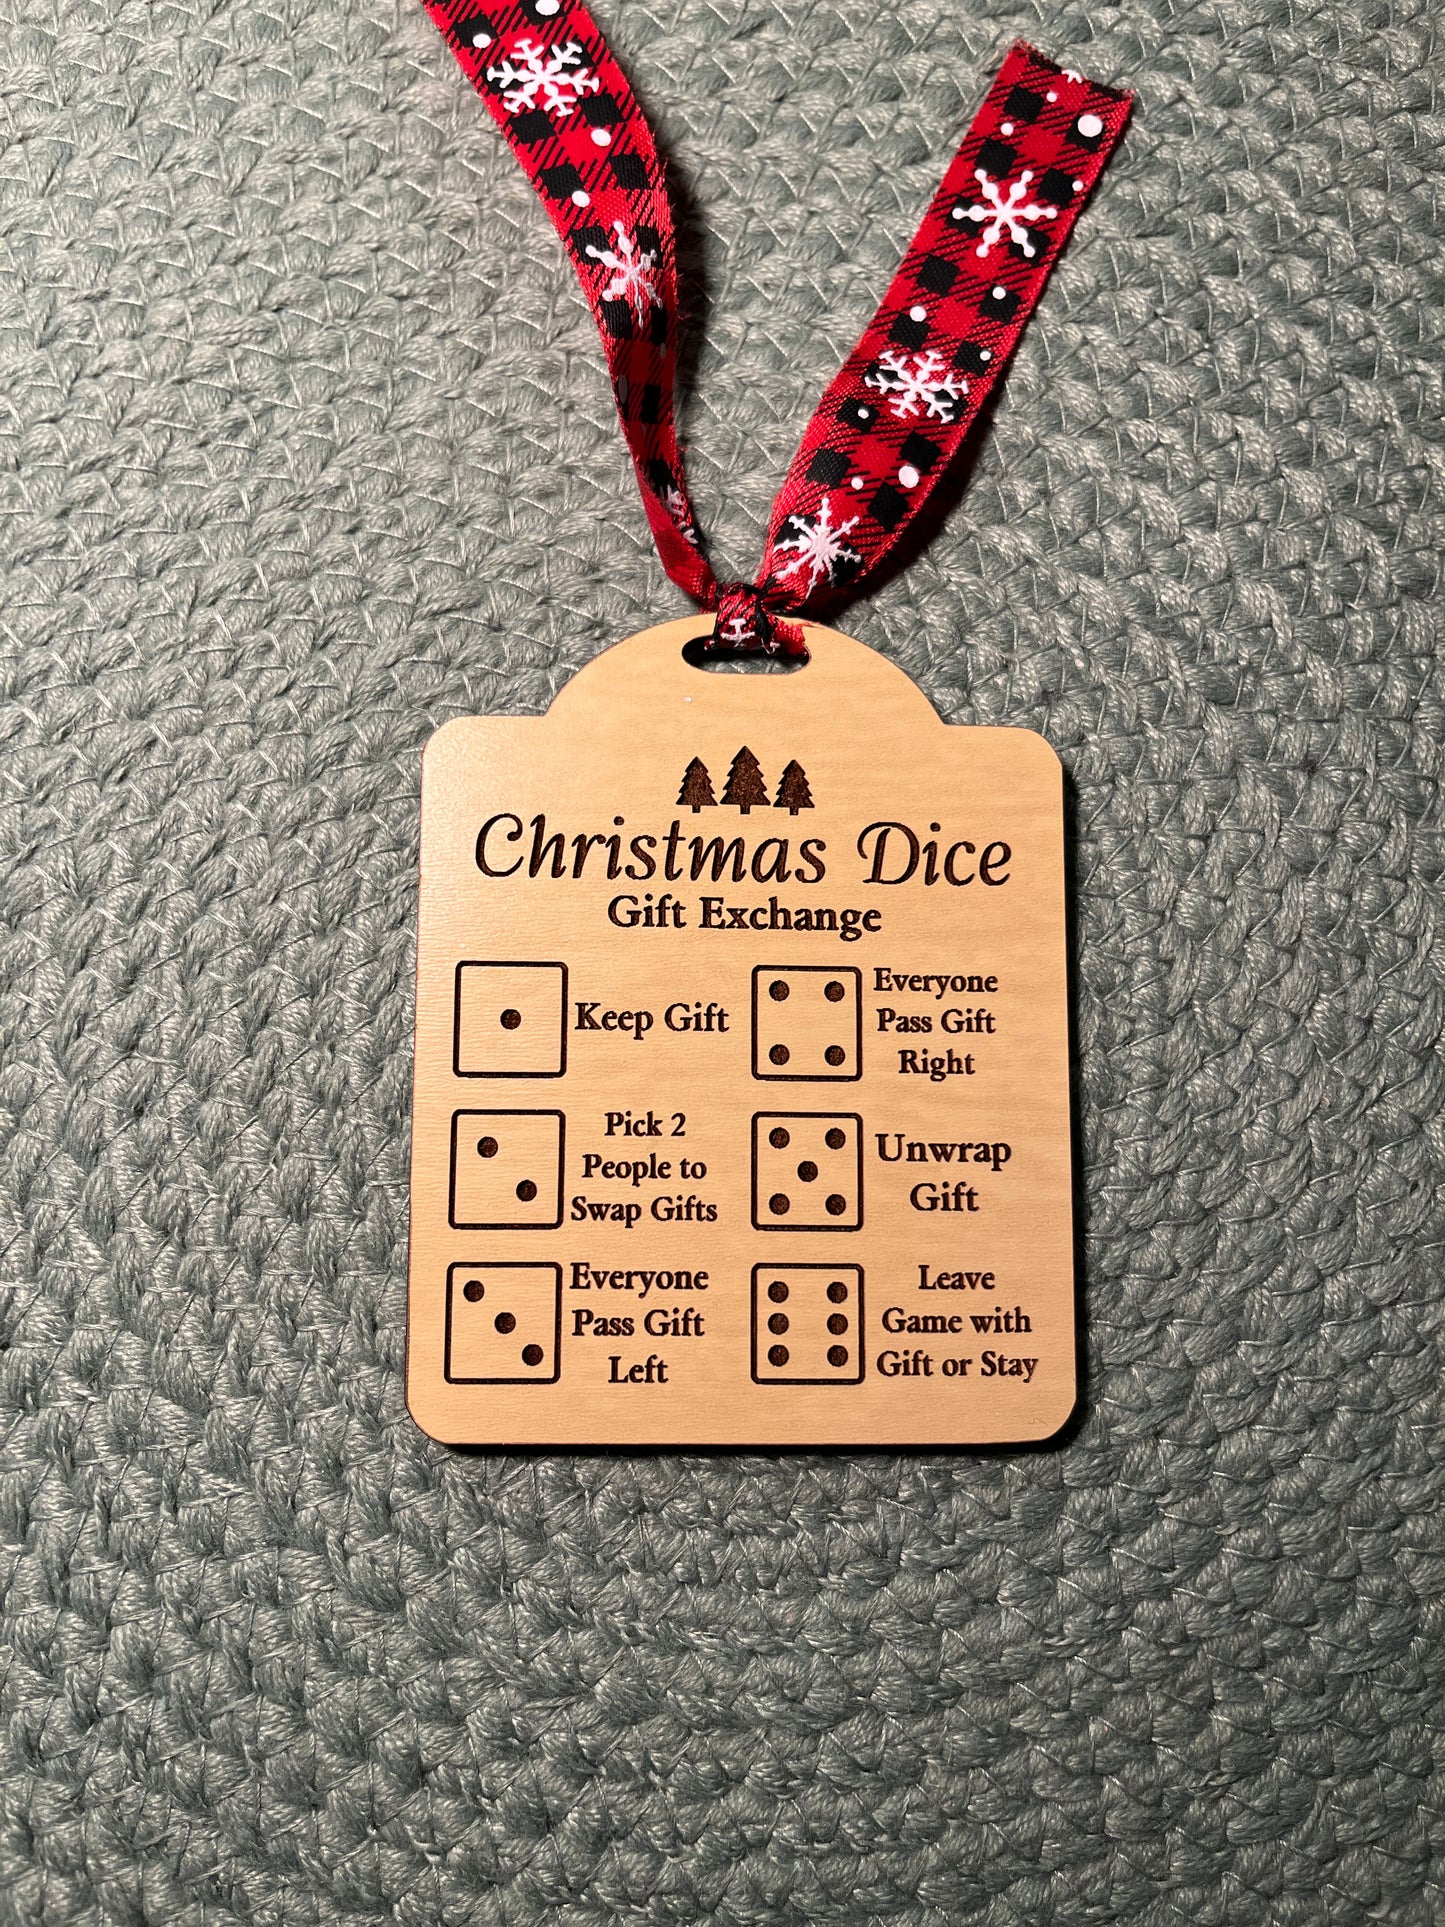 Christmas Dice
Gift Exchange
Keep Gift
Pick 2
People to
Swap Gifts
Everyone
Pass Gift
Left
Everyone
Pass Gift
Right
Unwrap
Gift
Leave
Game with
Gift or Stay